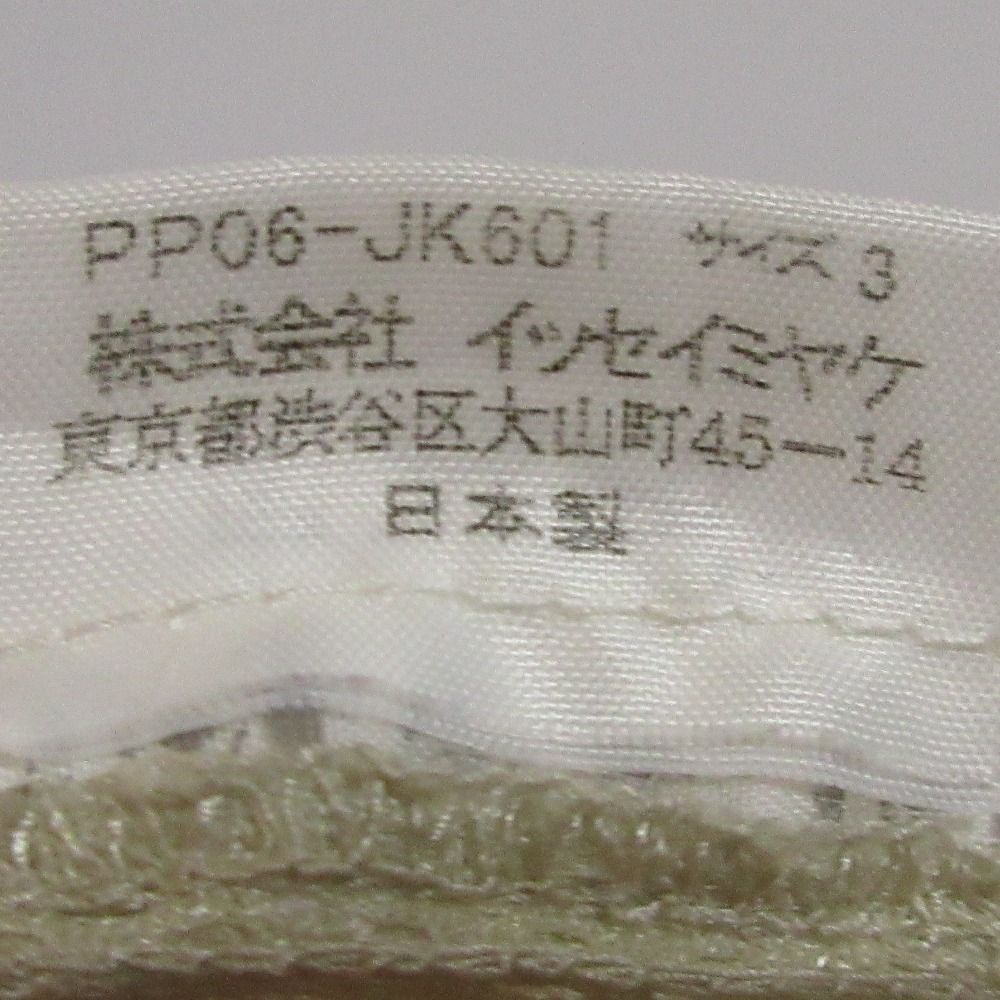 PP06-JK601 サイズ 3
株式会社 イッセイミヤケ
東京都渋谷区大山町45-14
日本製